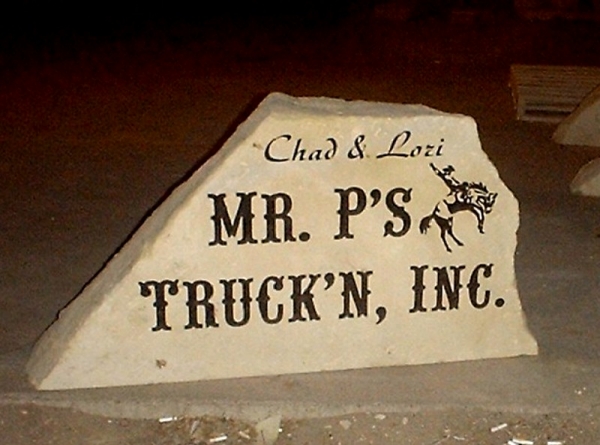 Chad & Lori
MR. P'S
TRUCK'N, INC.